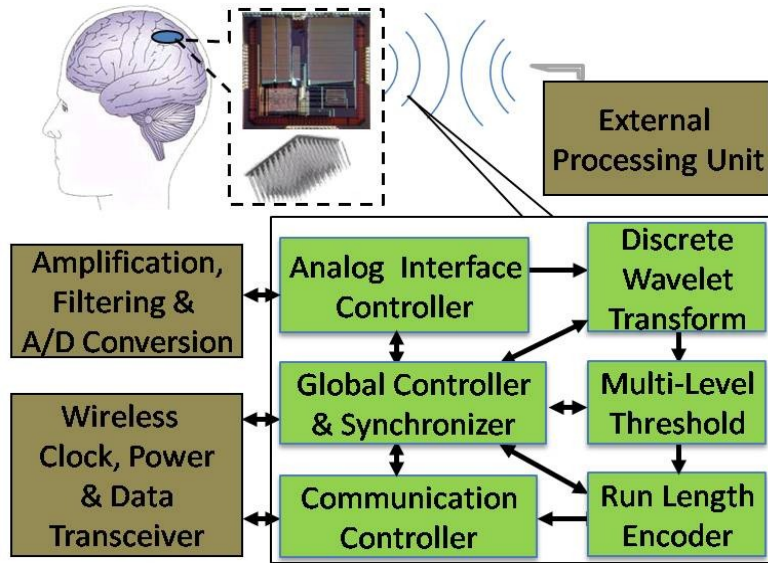 External
Processing Unit
Amplification,
Filtering &
A/D Conversion
Analog Interface
Controller
Discrete
Wavelet
Transform
Wireless
Clock, Power
& Data
Transceiver
Global Controller
& Synchronizer
Multi-Level
Threshold
Communication
Controller
Run Length
Encoder